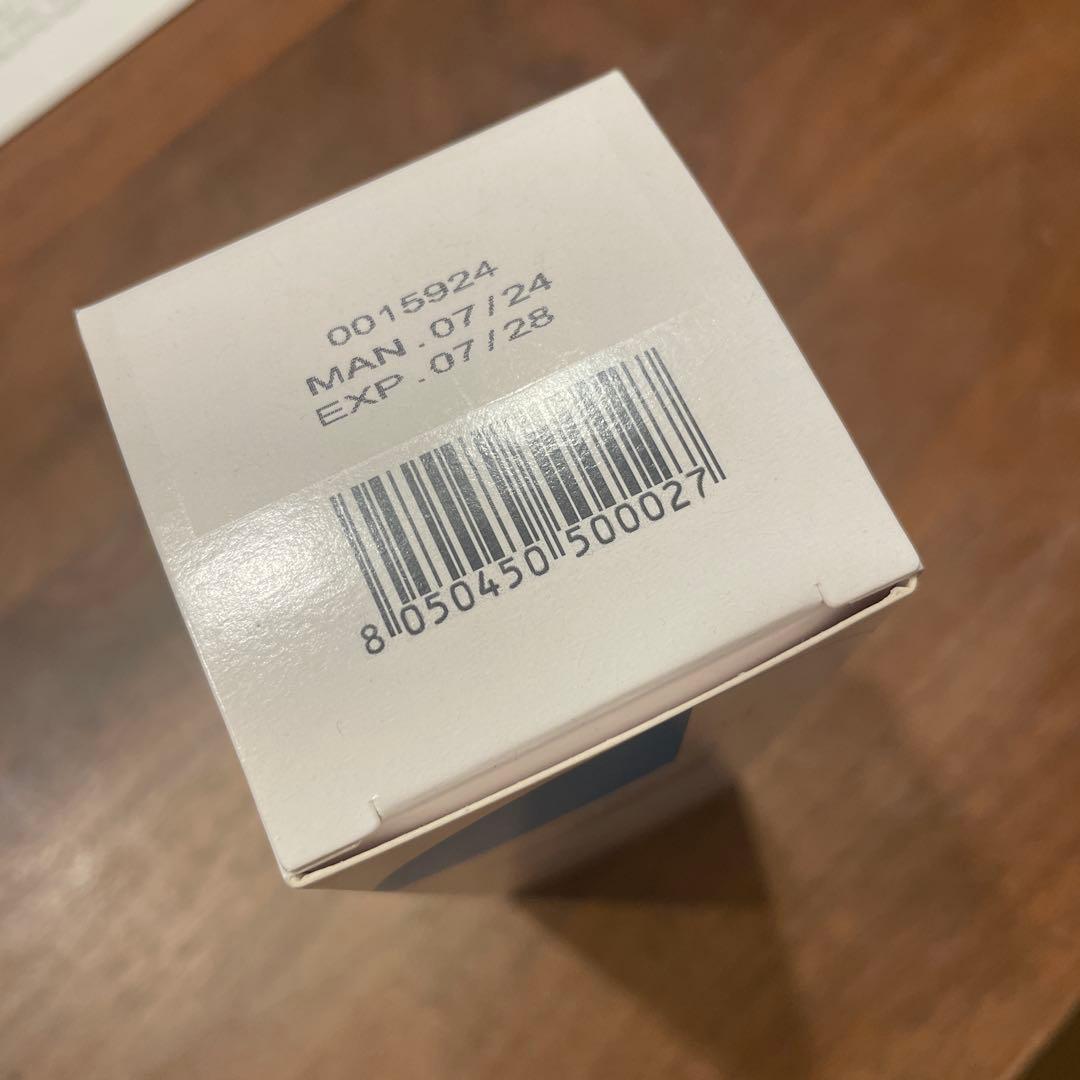 0015924
MAN . 07 / 24
EXP . 07 / 28
8 050450 500027